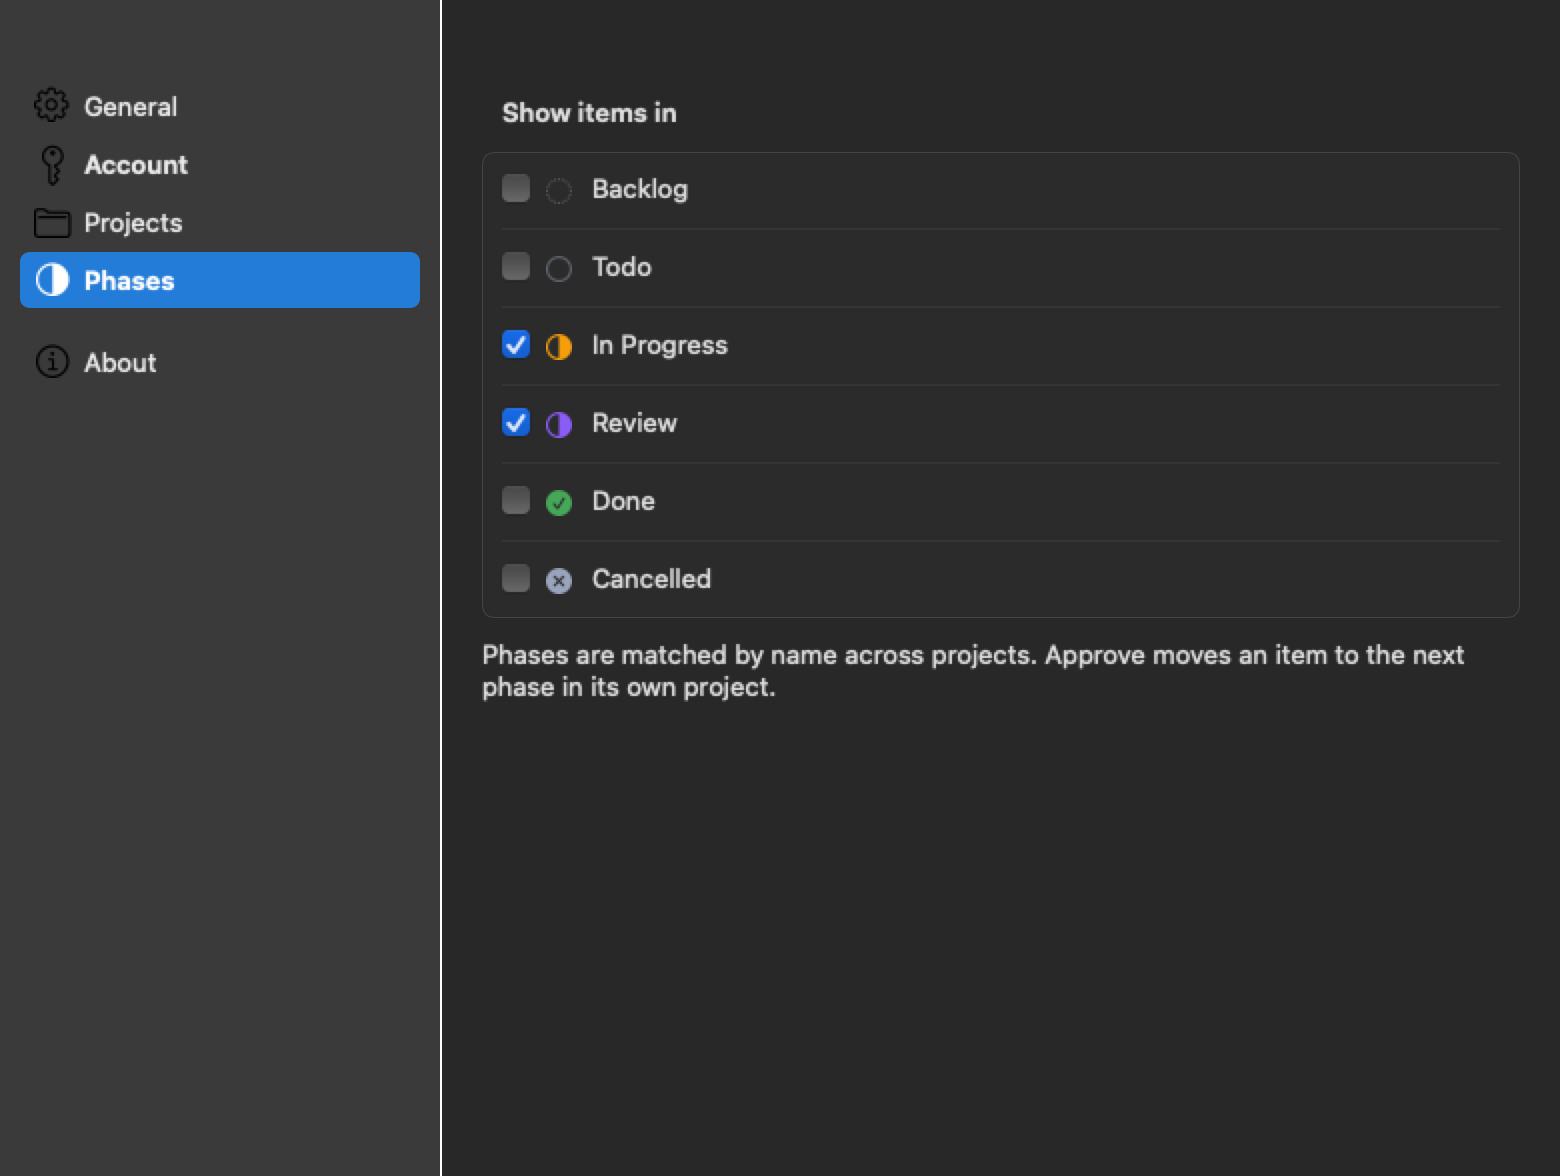 General
Account
Projects
Phases
About
Show items in
Backlog
Todo
In Progress
Review
Done
Cancelled
Phases are matched by name across projects. Approve moves an item to the next
phase in its own project.